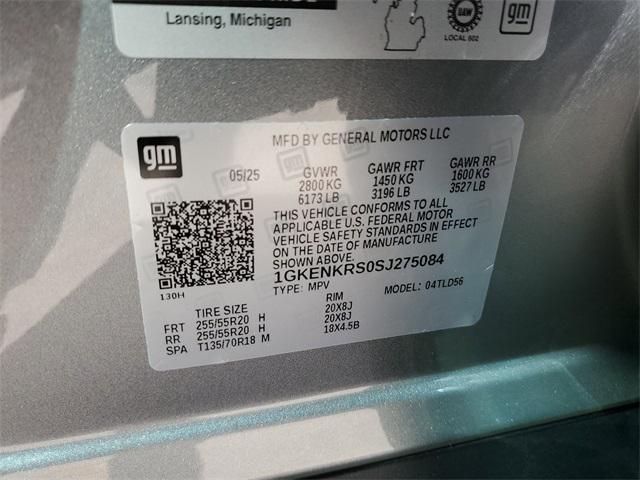 Lansing, Michigan
UAW
LOCAL 602
gm
gm
MFD BY GENERAL MOTORS LLC
05/25 GVWR GAWR FRT GAWR RR
2800 KG 1450 KG 1600 KG
6173 LB 3196 LB 3527 LB
THIS VEHICLE CONFORMS TO ALL
APPLICABLE U.S. FEDERAL MOTOR
VEHICLE SAFETY STANDARDS IN EFFECT
ON THE DATE OF MANUFACTURE
SHOWN ABOVE.
1GKENKRS0SJ275084
130H
TYPE: MPV MODEL: 04TLD56
TIRE SIZE RIM
FRT 255/55R20 H 20X8J
RR 255/55R20 H 20X8J
SPA T135/70R18 M 18X4.5B